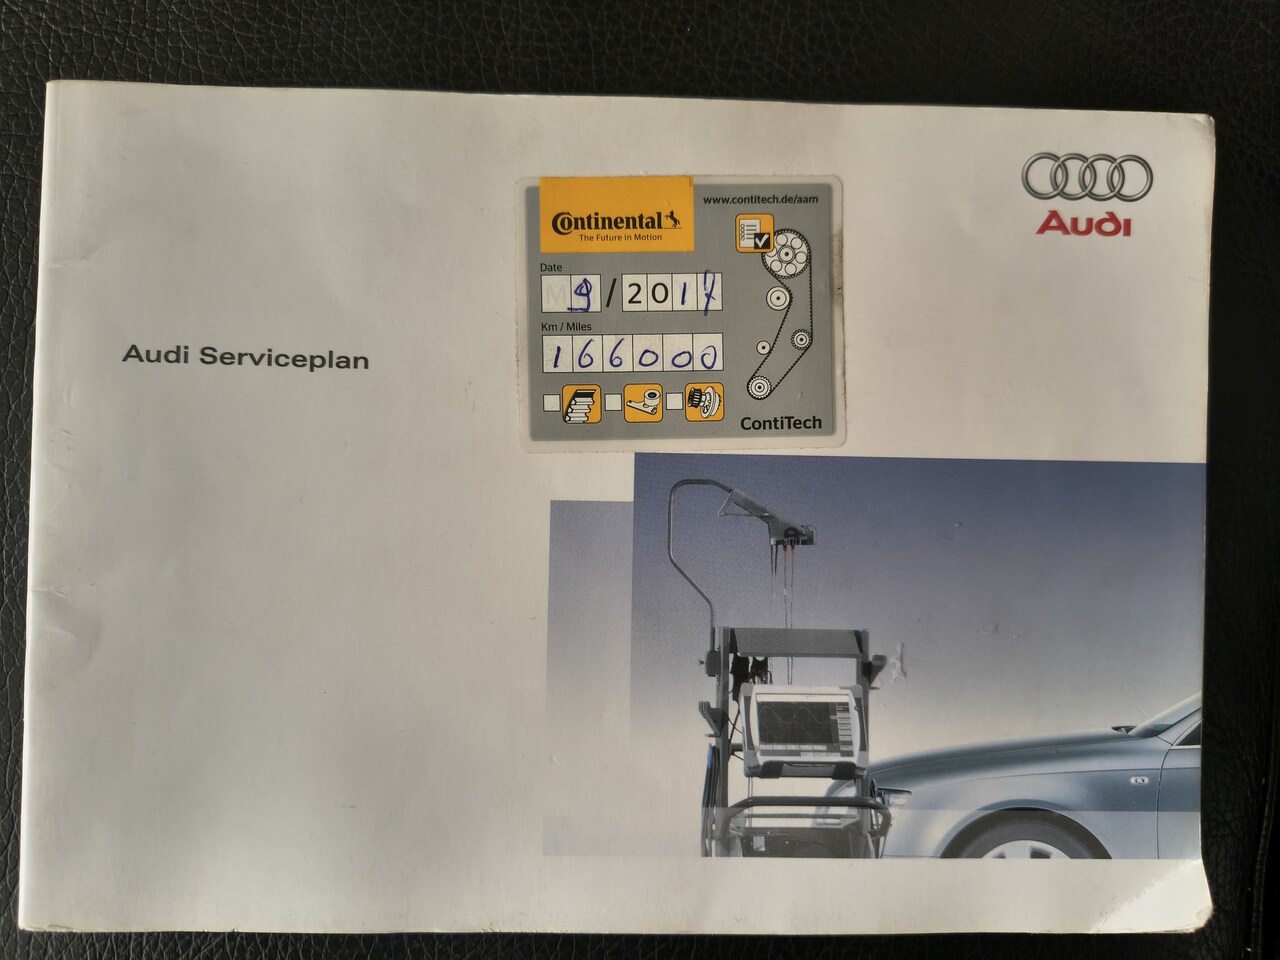 Audi
Continental
The Future in Motion
www.contitech.de/aam
Date
9/2017
Km / Miles
166000
ContiTech
Audi Serviceplan